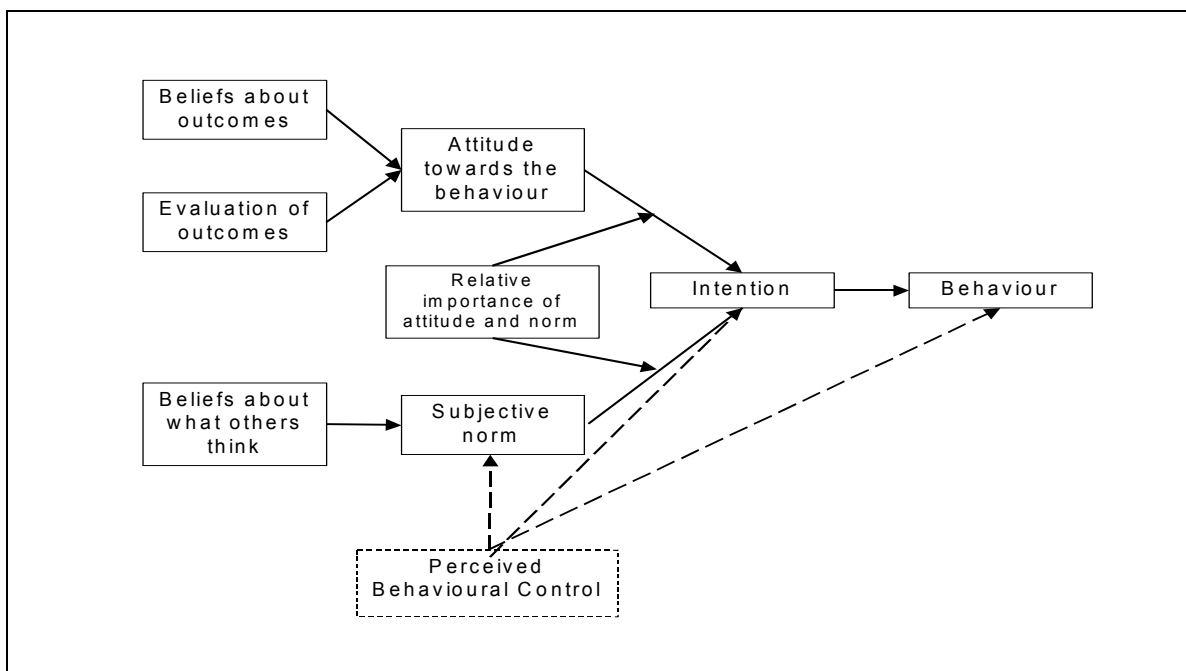 Beliefs about
outcomes
Evaluation of
outcomes
Attitude
towards the
behaviour
Relative
importance of
attitude and norm
Intention
Behaviour
Beliefs about
what others
think
Subjective
norm
Perceived
Behavioural Control